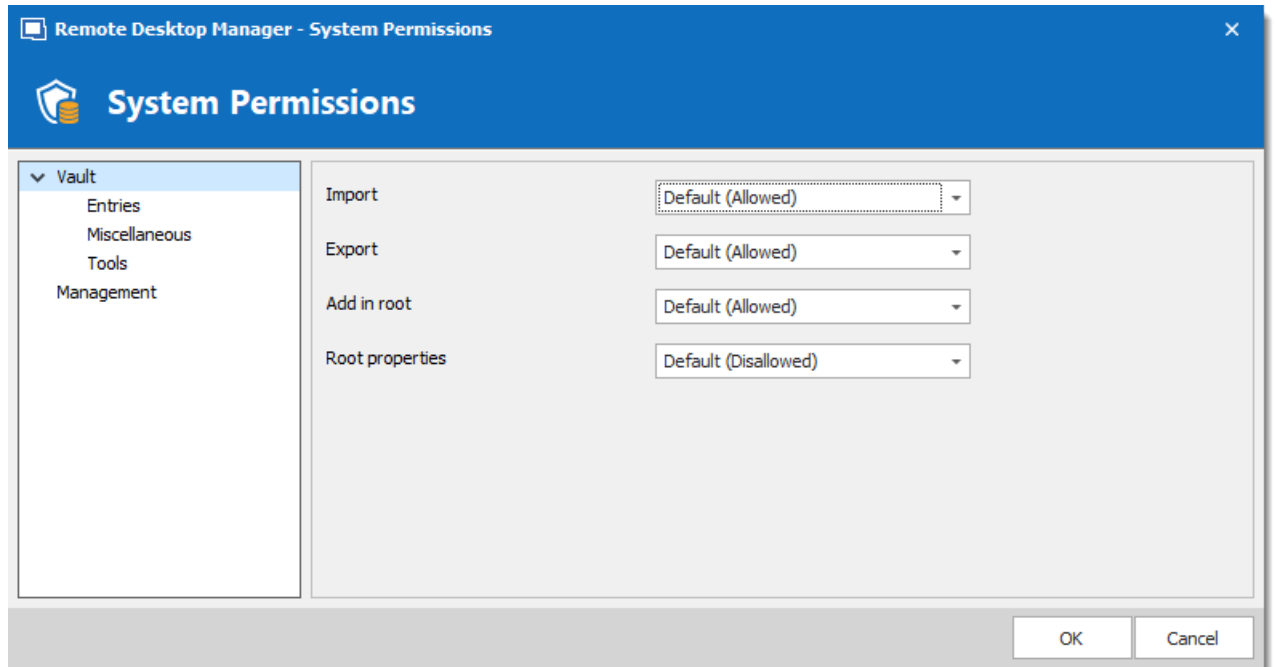 Remote Desktop Manager - System Permissions
System Permissions
Vault
Entries
Miscellaneous
Tools
Management
Import Default (Allowed)
Export Default (Allowed)
Add in root Default (Allowed)
Root properties Default (Disallowed)
OK Cancel